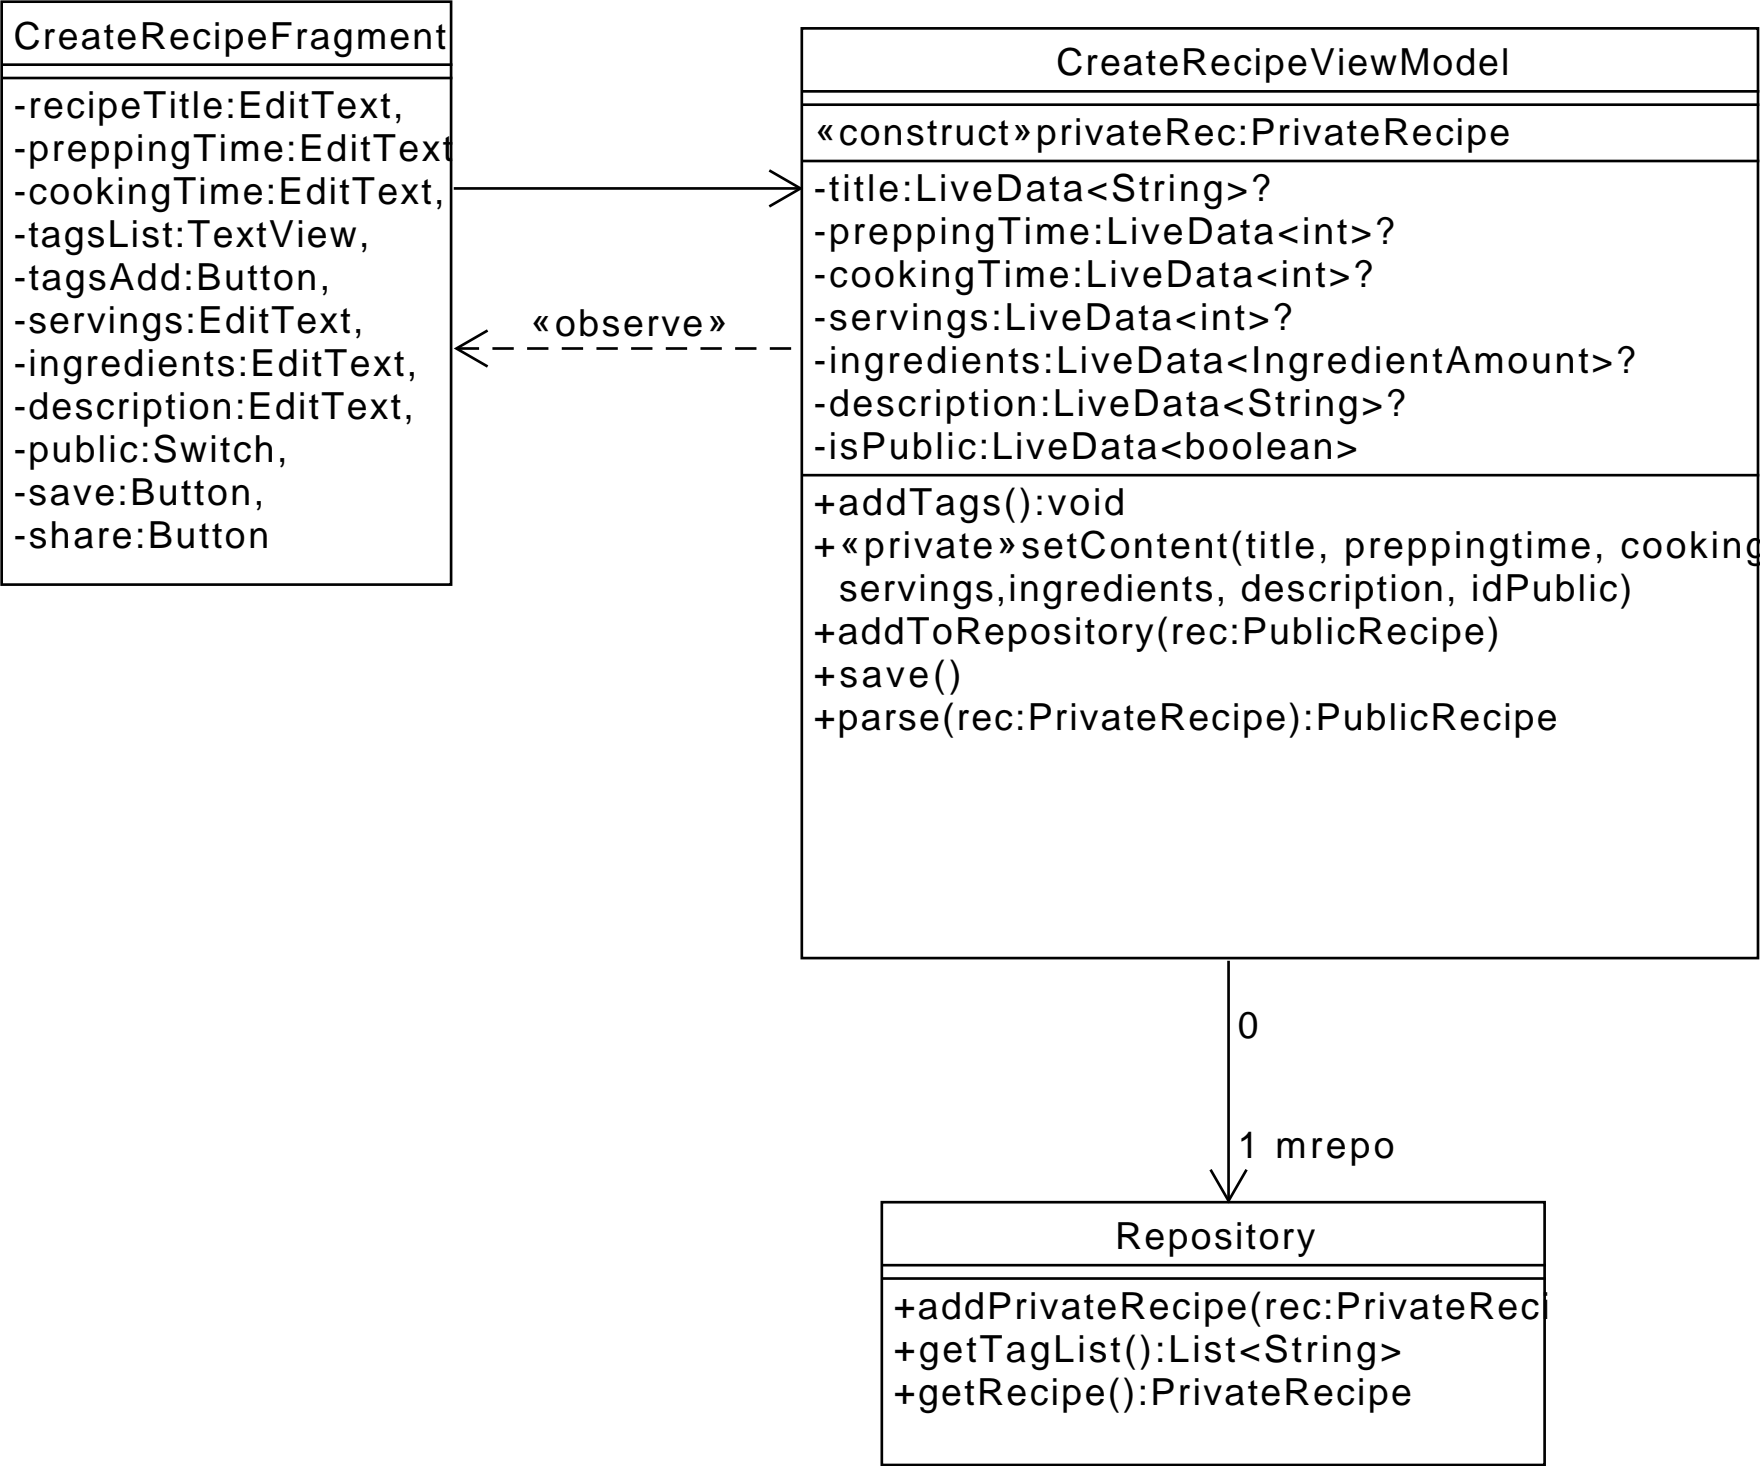 CreateRecipeFragment
-recipeTitle:EditText,
-preppingTime:EditText
-cookingTime:EditText,
-tagsList:TextView,
-tagsAdd:Button,
-servings:EditText,
-ingredients:EditText,
-description:EditText,
-public:Switch,
-save:Button,
-share:Button
«observe»
CreateRecipeViewModel
«construct»privateRec:PrivateRecipe
-title:LiveData<String>?
-preppingTime:LiveData<int>?
-cookingTime:LiveData<int>?
-servings:LiveData<int>?
-ingredients:LiveData<IngredientAmount>?
-description:LiveData<String>?
-isPublic:LiveData<boolean>
+addTags():void
+«private»setContent(title, preppingtime, cooking
servings,ingredients, description, idPublic)
+addToRepository(rec:PublicRecipe)
+save()
+parse(rec:PrivateRecipe):PublicRecipe
0
1 mrepo
Repository
+addPrivateRecipe(rec:PrivateReci
+getTagList():List<String>
+getRecipe():PrivateRecipe